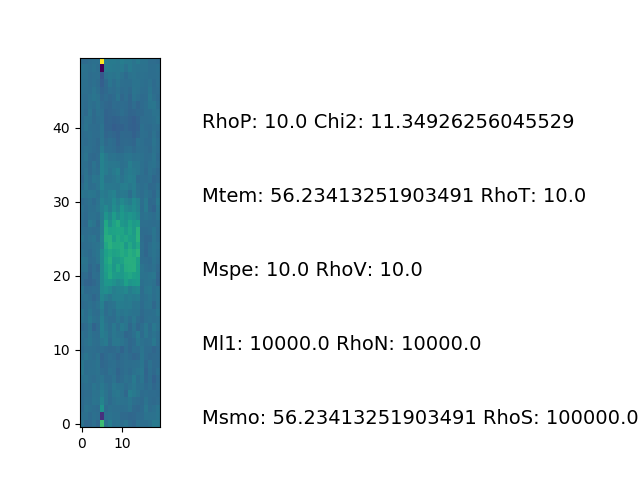 RhoP: 10.0 Chi2: 11.34926256045529
40
Mtem: 56.23413251903491 RhoT: 10.0
30
Mspe: 10.0 RhoV: 10.0
20
Ml1: 10000.0 RhoN: 10000.0
10
Msmo: 56.23413251903491 RhoS: 100000.0
0
0 10